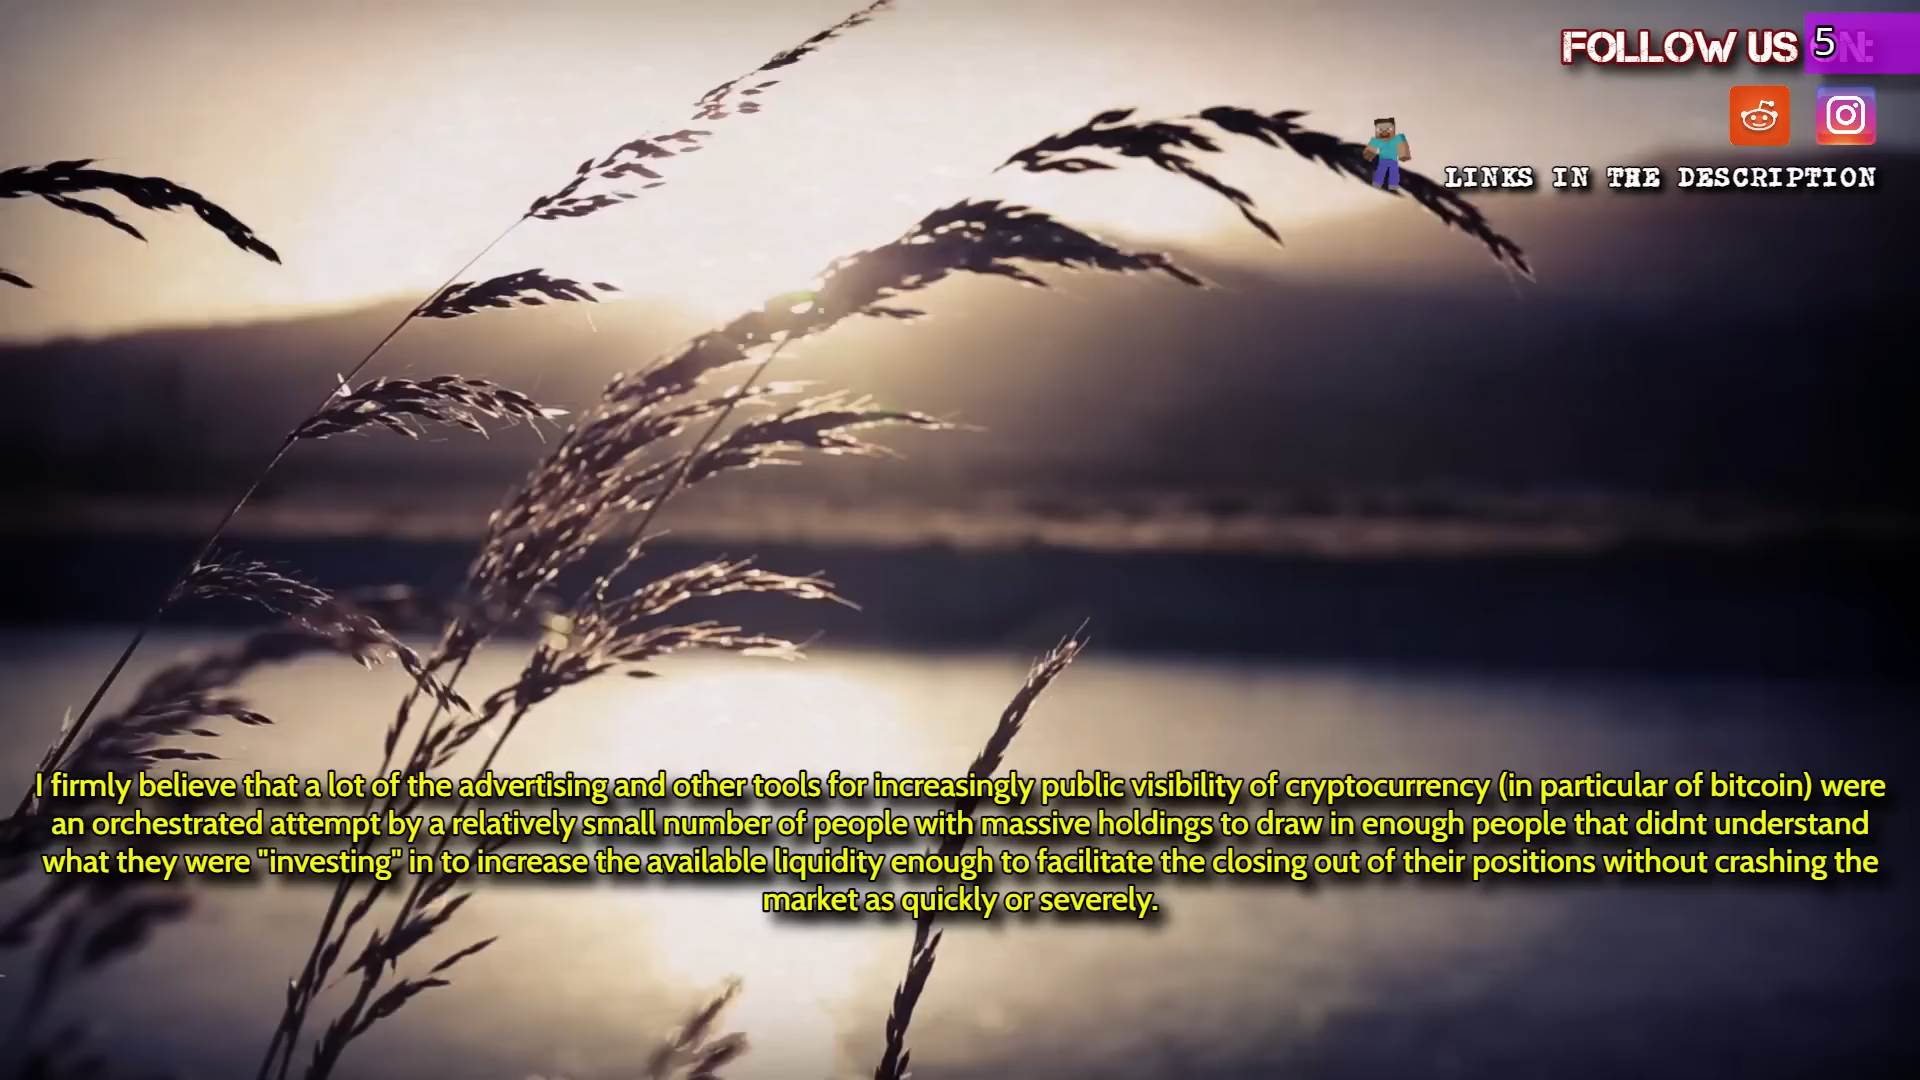 FOLLOW US ON:
5
LINKS IN THE DESCRIPTION
I firmly believe that a lot of the advertising and other tools for increasingly public visibility of cryptocurrency (in particular of bitcoin) were
an orchestrated attempt by a relatively small number of people with massive holdings to draw in enough people that didnt understand
what they were "investing" in to increase the available liquidity enough to facilitate the closing out of their positions without crashing the
market as quickly or severely.